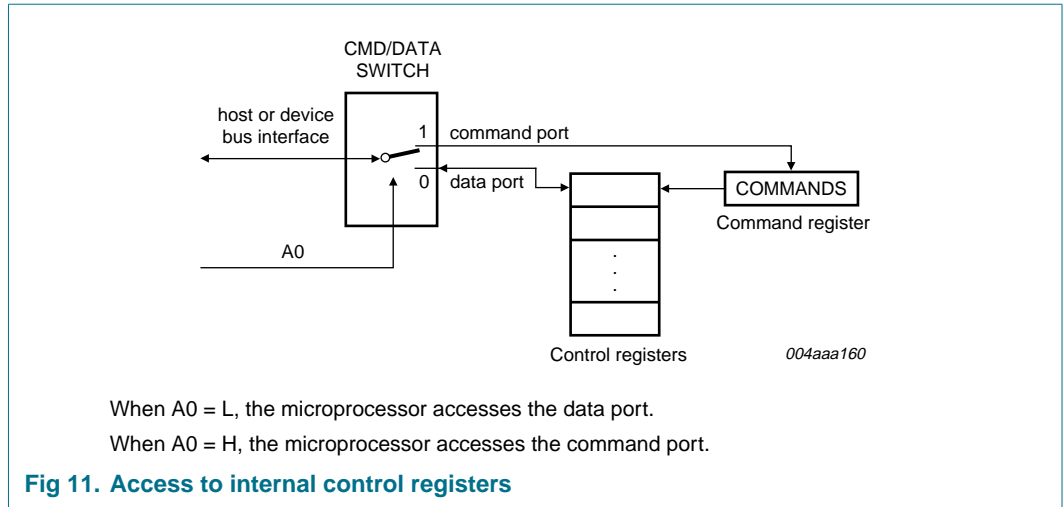 CMD/DATA
SWITCH
host or device
bus interface
1
command port
0
data port
COMMANDS
Command register
A0
.
.
.
Control registers
004aaa160
When A0 = L, the microprocessor accesses the data port.
When A0 = H, the microprocessor accesses the command port.
Fig 11. Access to internal control registers